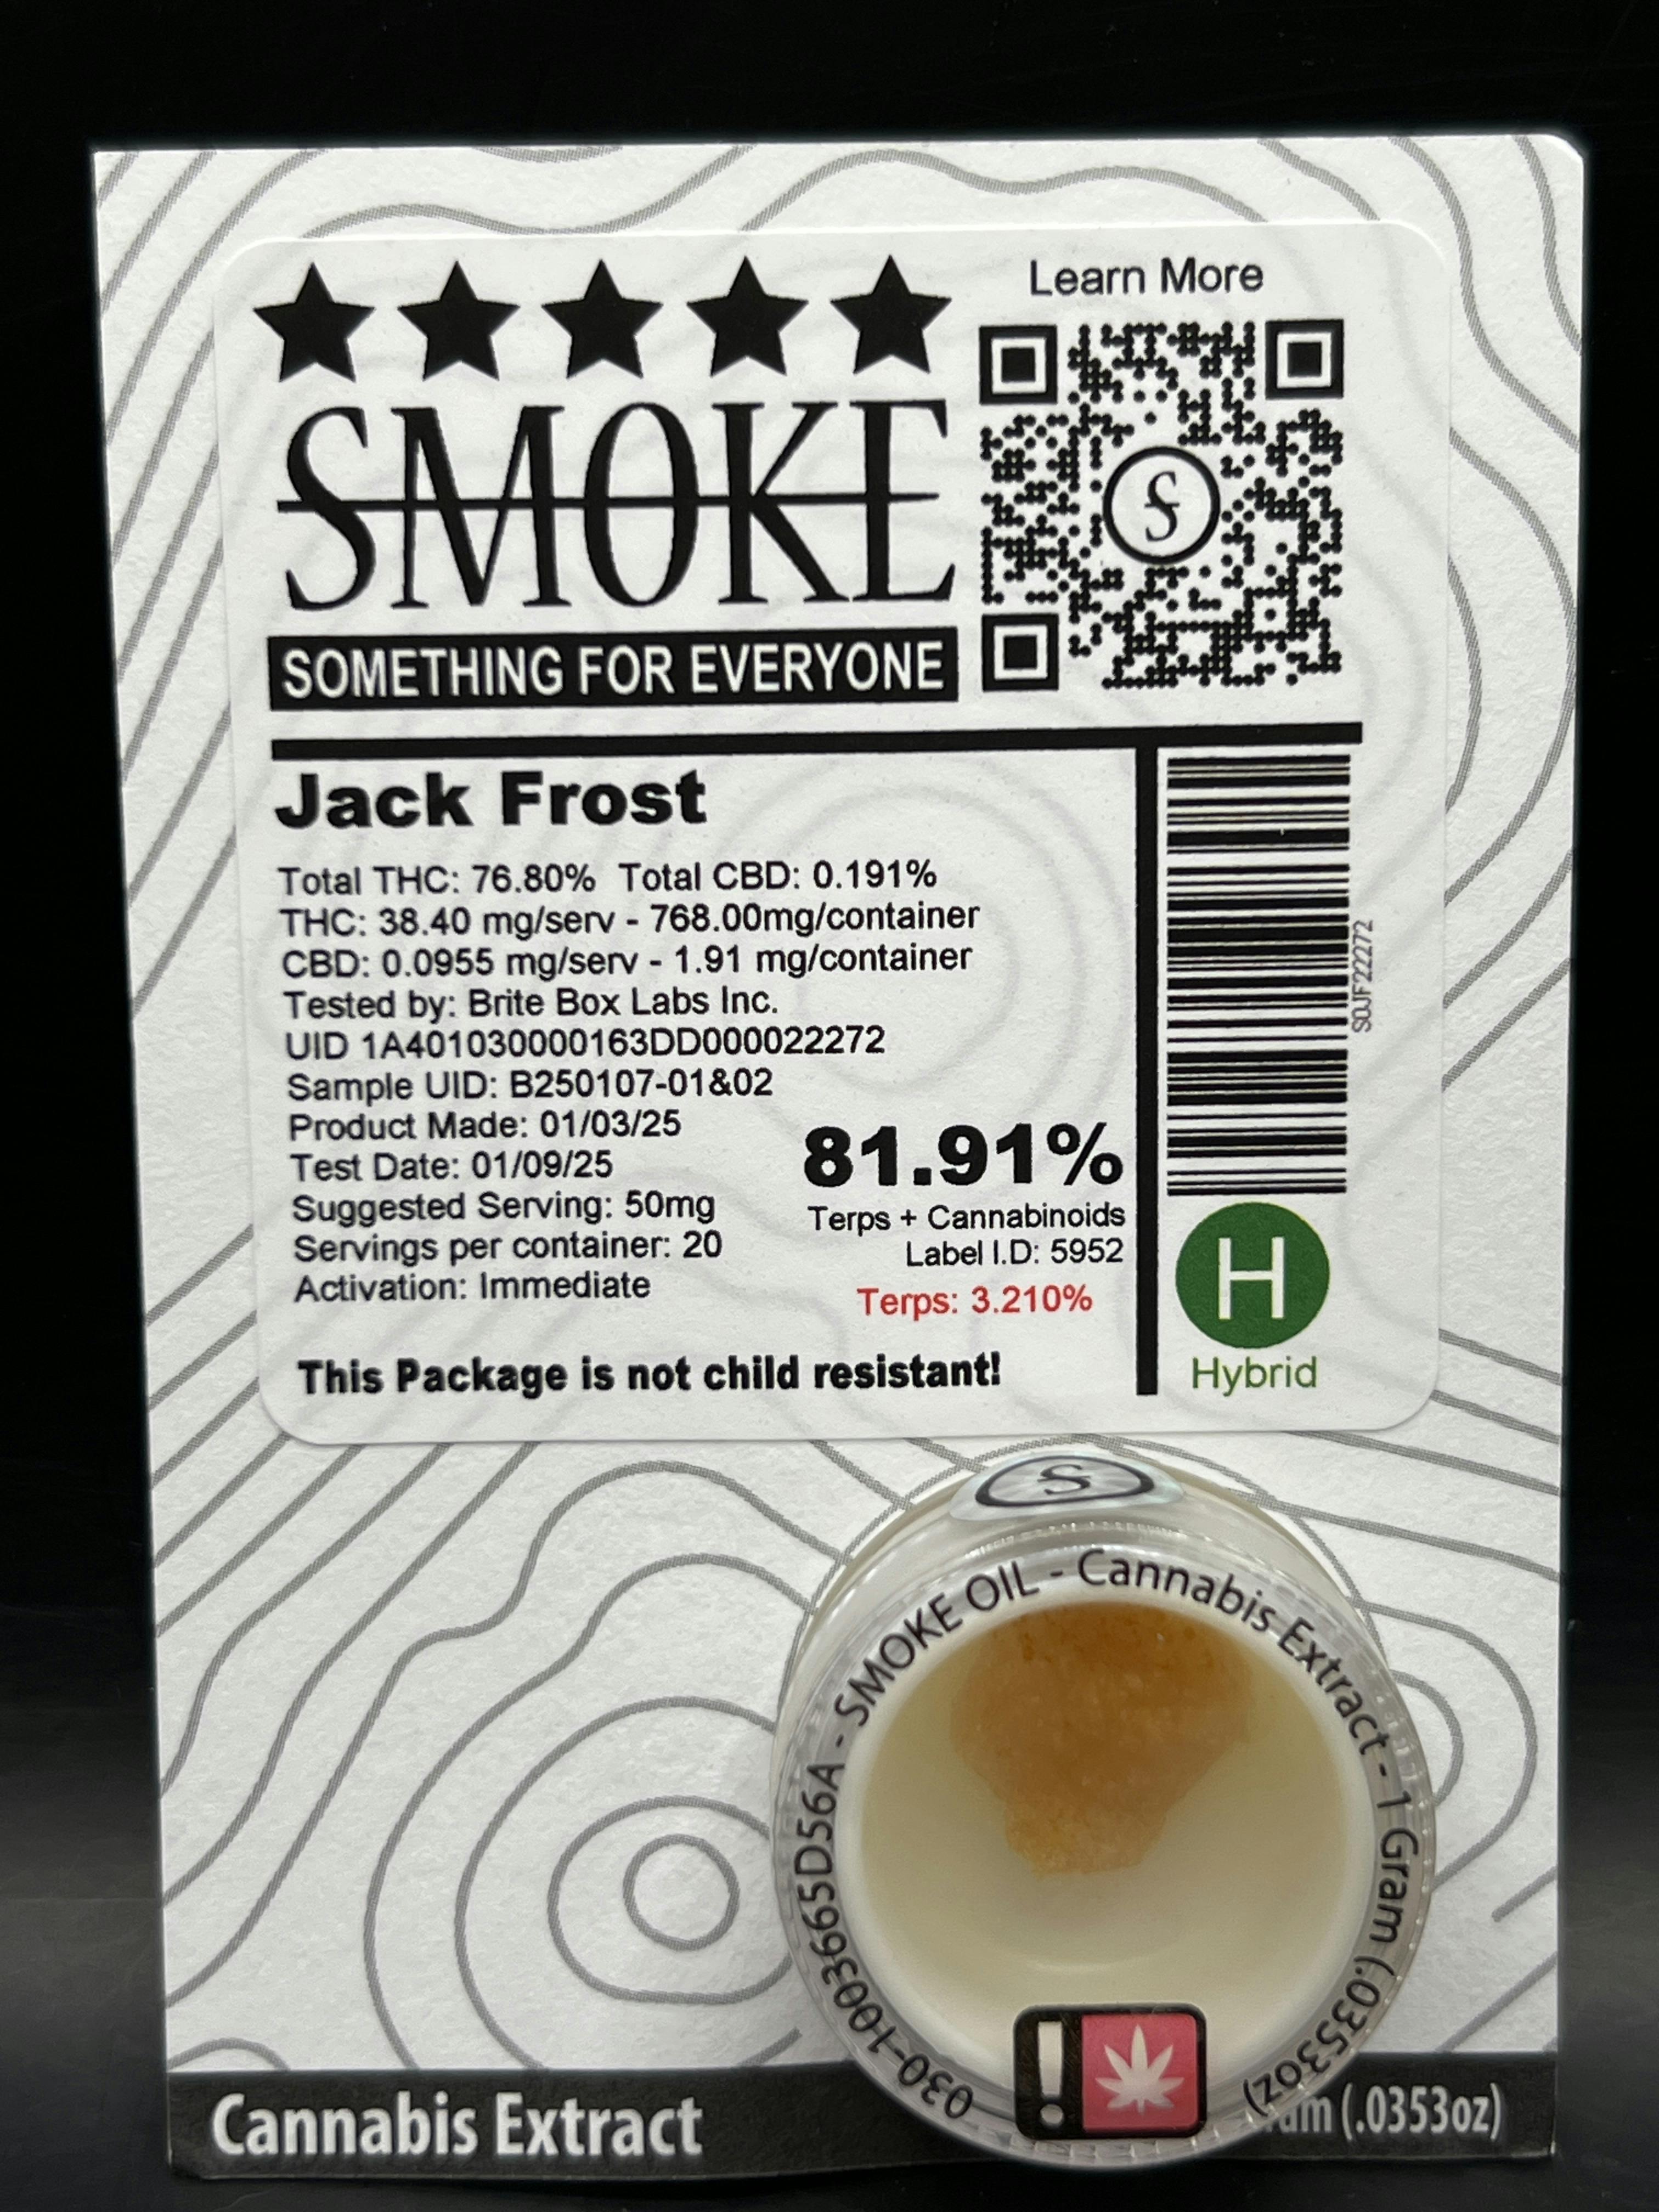 Learn More
SMOKE
SOMETHING FOR EVERYONE
Jack Frost
Total THC: 76.80% Total CBD: 0.191%
THC: 38.40 mg/serv - 768.00mg/container
CBD: 0.0955 mg/serv - 1.91 mg/container
Tested by: Brite Box Labs Inc.
UID 1A401030000163DD000022272
Sample UID: B250107-01&02
Product Made: 01/03/25
Test Date: 01/09/25
Suggested Serving: 50mg
Servings per container: 20
Activation: Immediate
81.91%
Terps + Cannabinoids
Label I.D: 5952
Terps: 3.210%
This Package is not child resistant!
SOJF22272
H
Hybrid
S
030-1003665D56A - SMOKE OIL - Cannabis Extract - 1 Gram (.0353oz)
!
Cannabis Extract
(.0353oz)